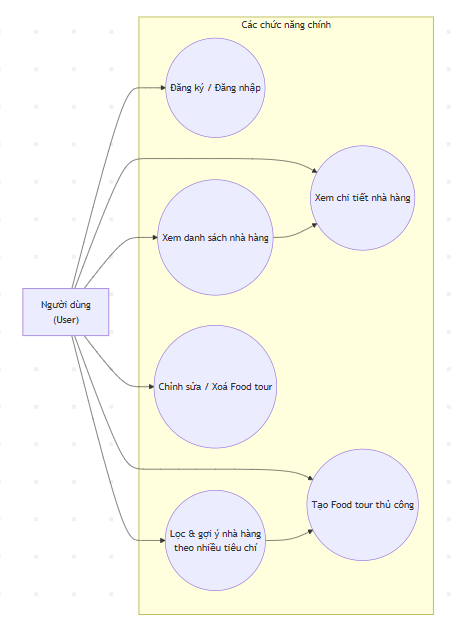 Các chức năng chính
Đăng ký / Đăng nhập
Xem chi tiết nhà hàng
Xem danh sách nhà hàng
Người dùng
(User)
Chỉnh sửa / Xoá Food tour
Tạo Food tour thủ công
Lọc & gợi ý nhà hàng
theo nhiều tiêu chí